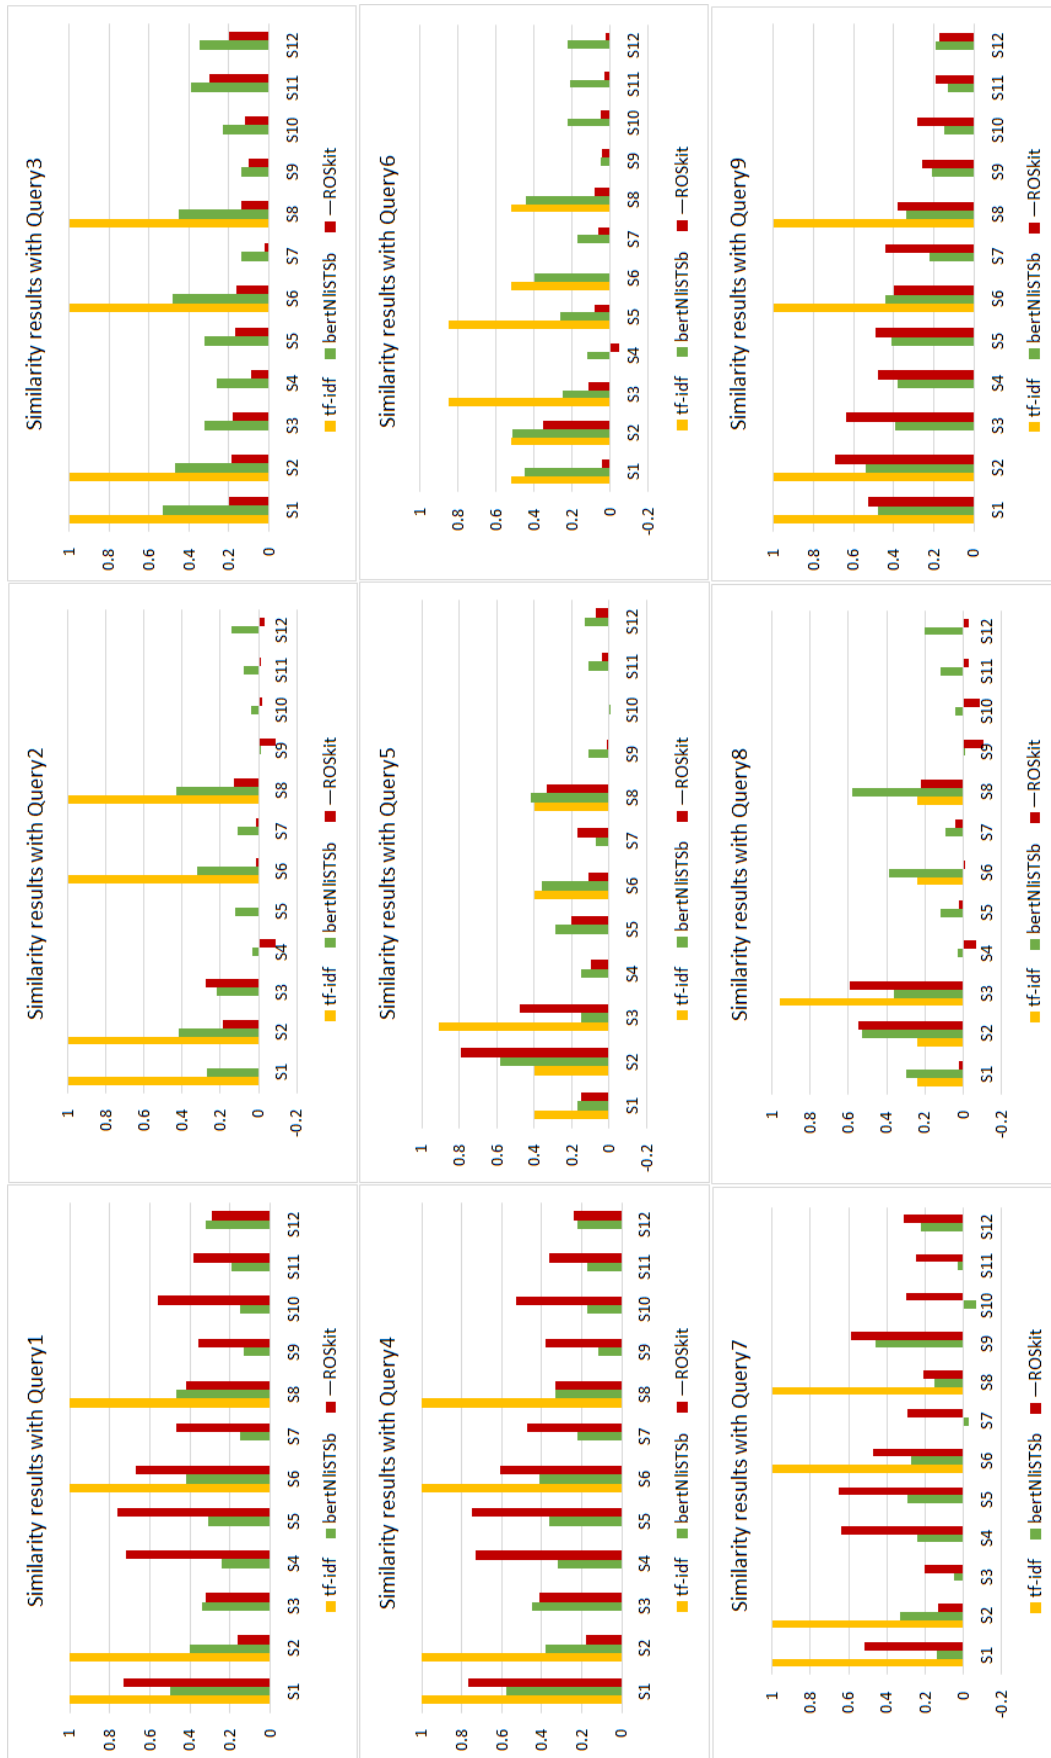 Similarity results with Query1
1
0.8
0.6
0.4
0.2
0
S1 S2 S3 S4 S5 S6 S7 S8 S9 S10 S11 S12
tf-idf bertNliSTSb —ROSkit
Similarity results with Query2
1
0.8
0.6
0.4
0.2
0
-0.2
S1 S2 S3 S4 S5 S6 S7 S8 S9 S10 S11 S12
tf-idf bertNliSTSb —ROSkit
Similarity results with Query3
1
0.8
0.6
0.4
0.2
0
S1 S2 S3 S4 S5 S6 S7 S8 S9 S10 S11 S12
tf-idf bertNliSTSb —ROSkit
Similarity results with Query4
1
0.8
0.6
0.4
0.2
0
S1 S2 S3 S4 S5 S6 S7 S8 S9 S10 S11 S12
tf-idf bertNliSTSb —ROSkit
Similarity results with Query5
1
0.8
0.6
0.4
0.2
0
-0.2
S1 S2 S3 S4 S5 S6 S7 S8 S9 S10 S11 S12
tf-idf bertNliSTSb —ROSkit
Similarity results with Query6
1
0.8
0.6
0.4
0.2
0
-0.2
S1 S2 S3 S4 S5 S6 S7 S8 S9 S10 S11 S12
tf-idf bertNliSTSb —ROSkit
Similarity results with Query7
1
0.8
0.6
0.4
0.2
0
-0.2
S1 S2 S3 S4 S5 S6 S7 S8 S9 S10 S11 S12
tf-idf bertNliSTSb —ROSkit
Similarity results with Query8
1
0.8
0.6
0.4
0.2
0
-0.2
S1 S2 S3 S4 S5 S6 S7 S8 S9 S10 S11 S12
tf-idf bertNliSTSb —ROSkit
Similarity results with Query9
1
0.8
0.6
0.4
0.2
0
S1 S2 S3 S4 S5 S6 S7 S8 S9 S10 S11 S12
tf-idf bertNliSTSb —ROSkit